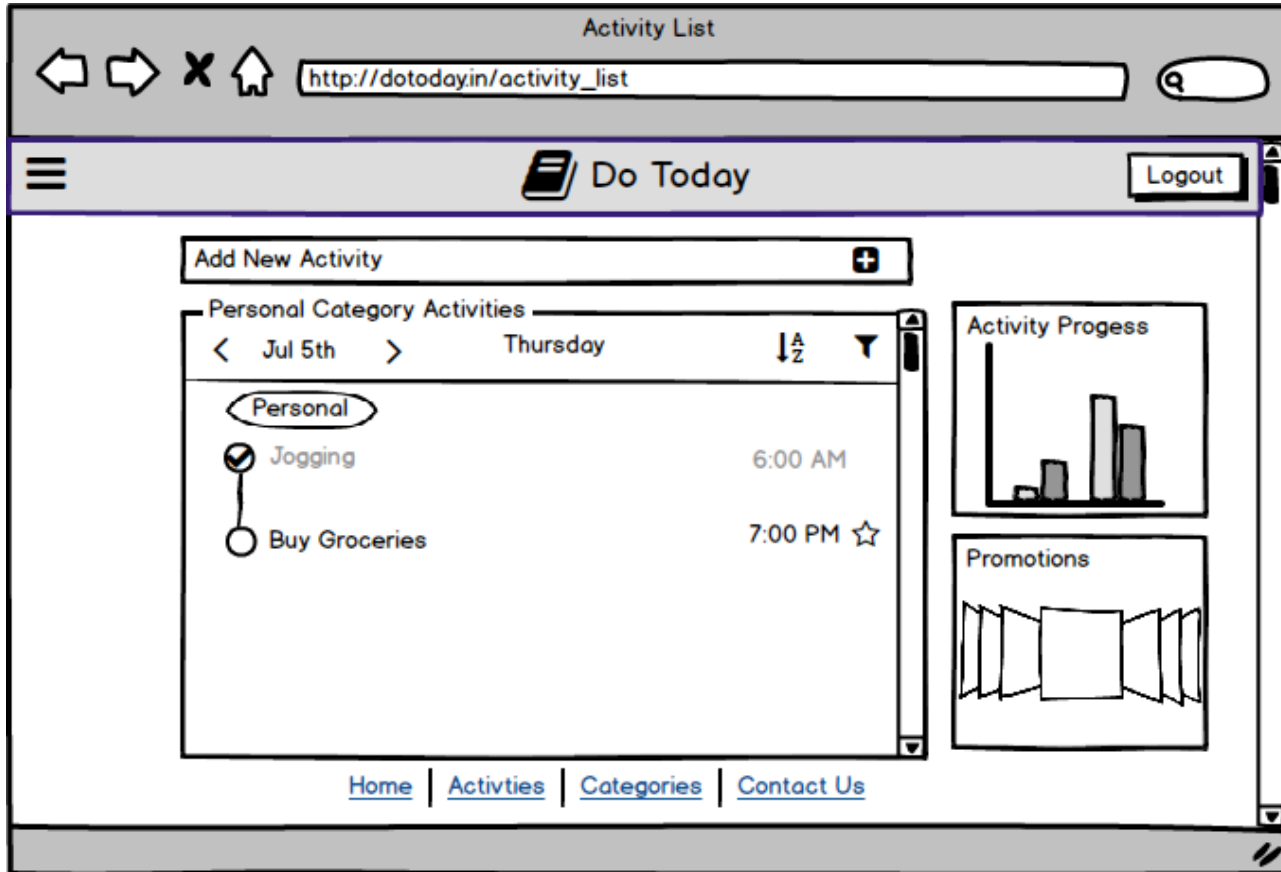 Activity List
http://dotoday.in/activity_list
Do Today
Logout
Add New Activity
Personal Category Activities
Jul 5th
Thursday
A
Z
Personal
Jogging
6:00 AM
Buy Groceries
7:00 PM
Activity Progess
Promotions
Home
Activties
Categories
Contact Us